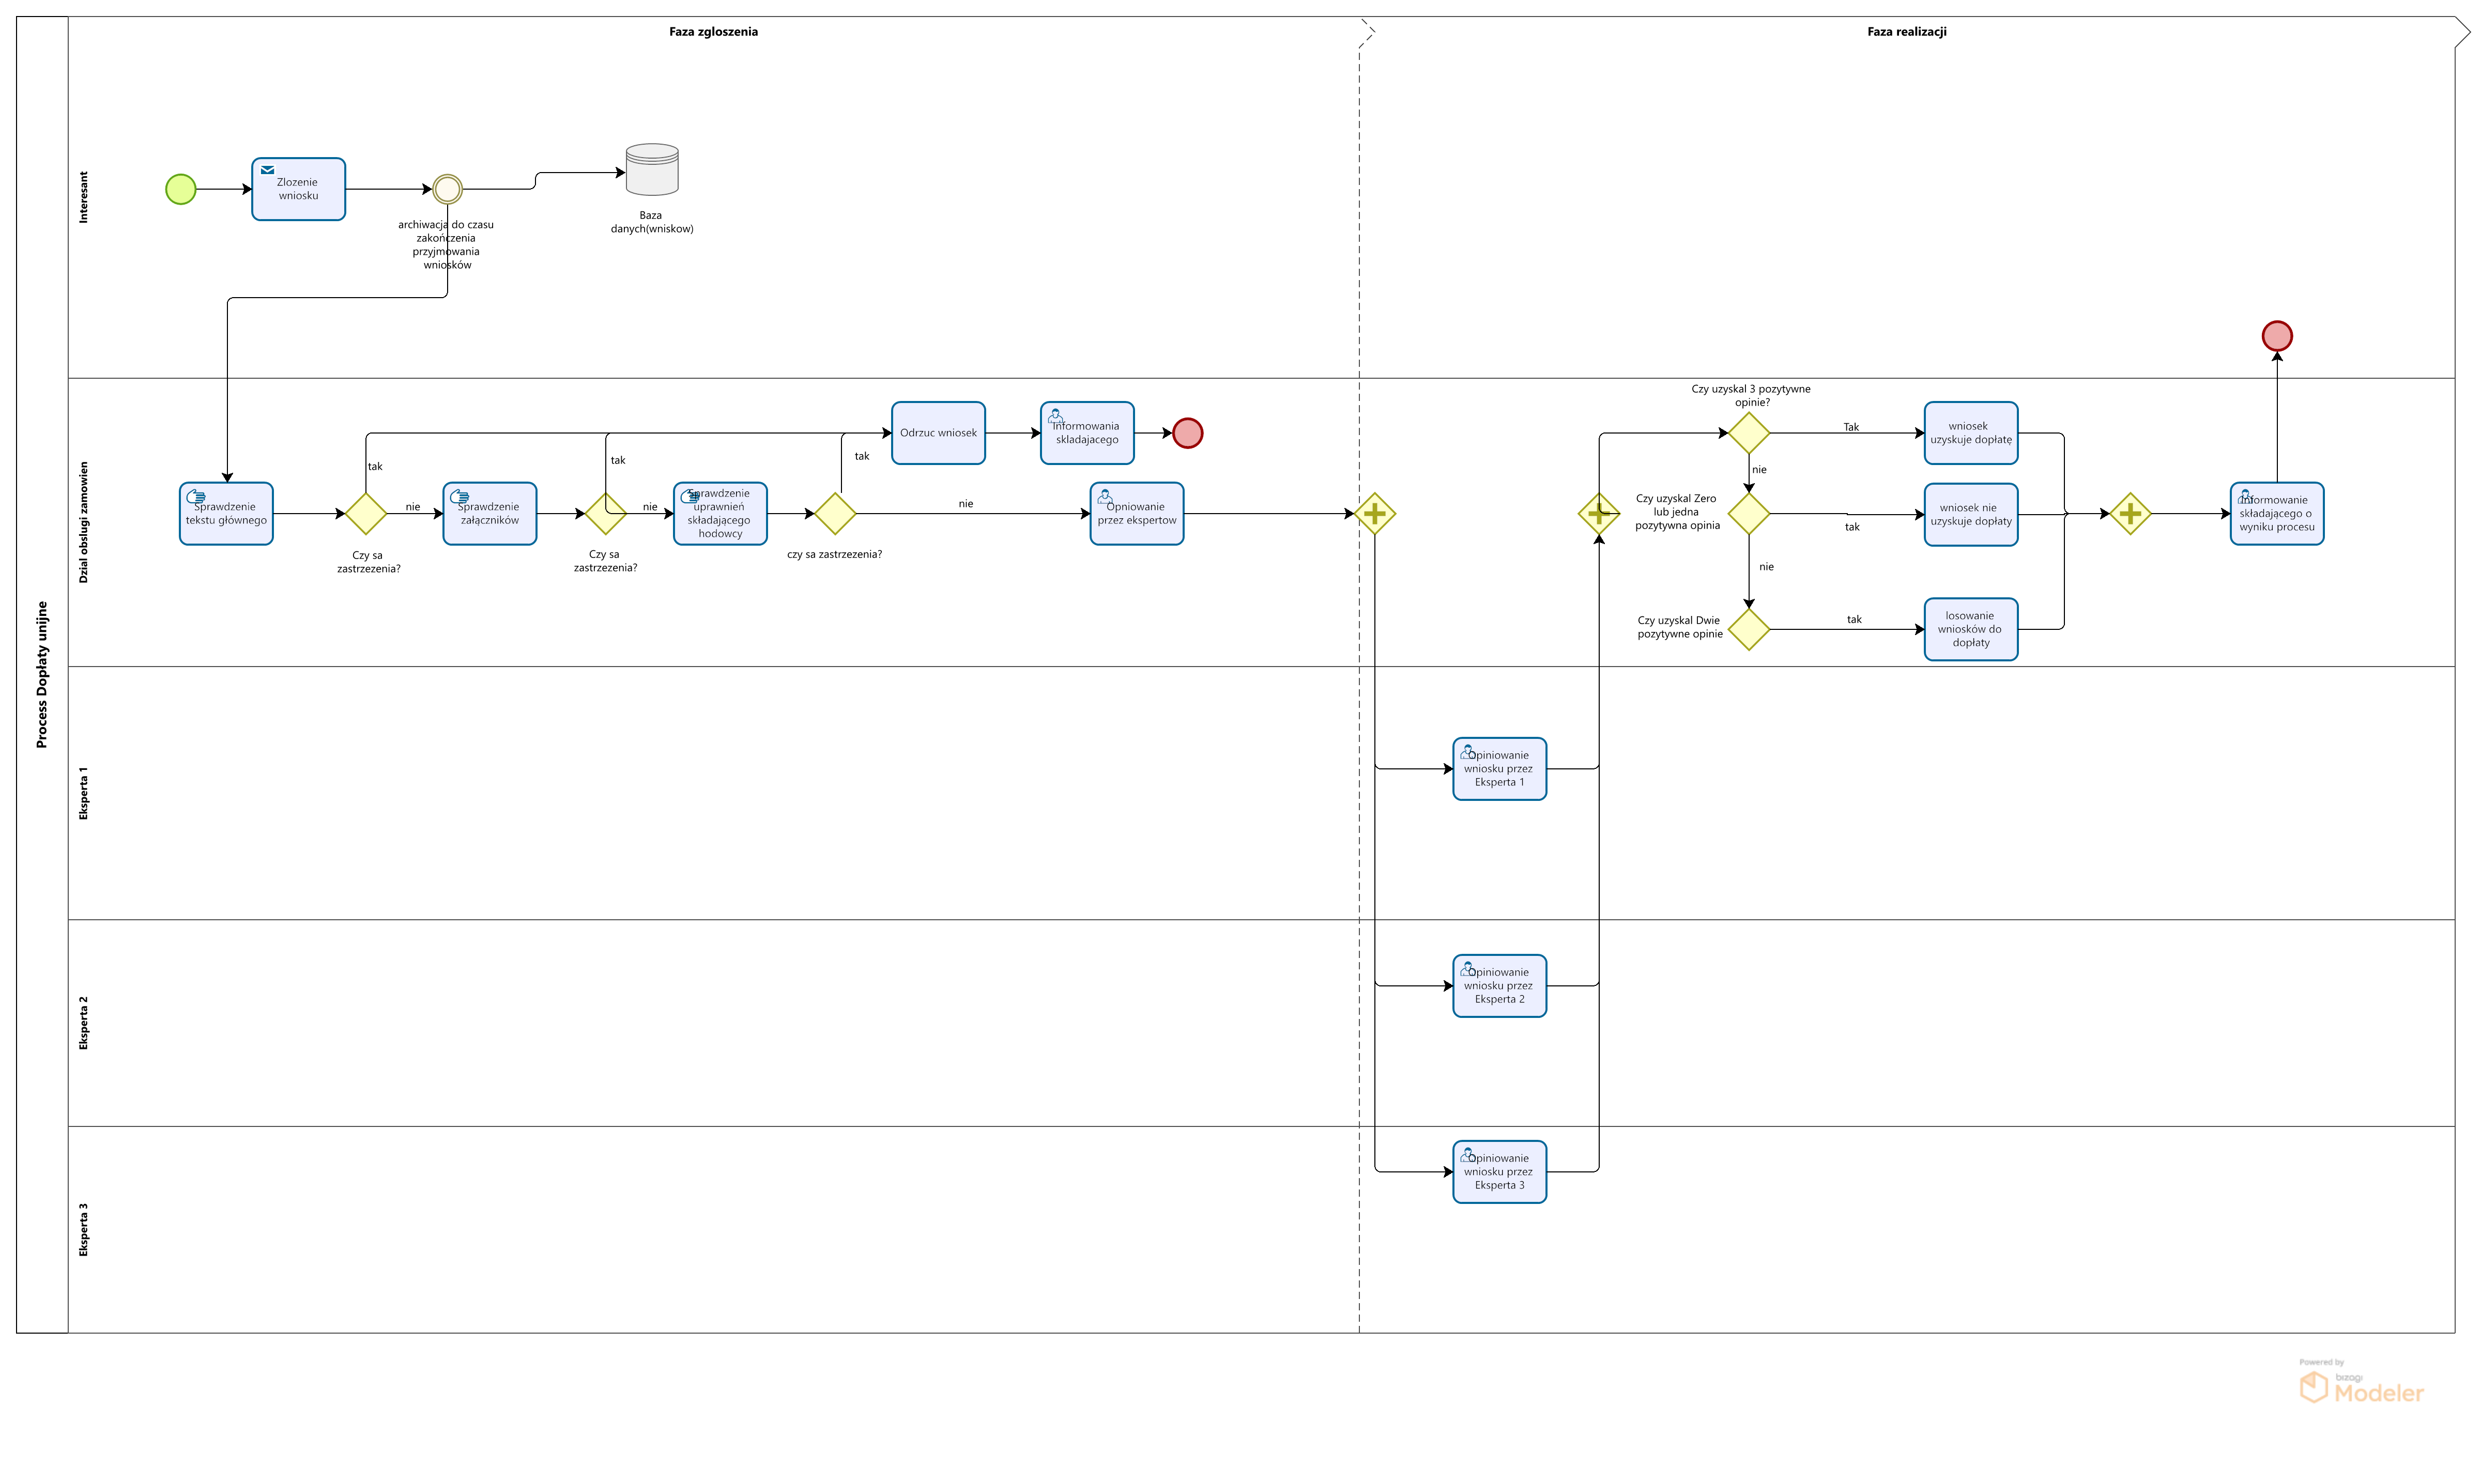 Faza zgloszenia
Faza realizacji
Process Dopłaty unijne
Interesant
Zlozenie
wniosku
archiwacja do czasu
zakończenia
przyjmowania
wniosków
Baza
danych(wniskow)
Dzial obslugi zamowien
Sprawdzenie
tekstu głównego
Czy sa
zastrzezenia?
tak
nie
Sprawdzenie
załączników
Czy sa
zastrzezenia?
tak
nie
Sprawdzenie
uprawnień
składającego
hodowcy
czy sa zastrzezenia?
tak
nie
Odrzuc wniosek
Informowania
skladajacego
Opniowanie
przez ekspertow
Czy uzyskal 3 pozytywne
opinie?
Tak
nie
wniosek
uzyskuje dopłatę
Czy uzyskal Zero
lub jedna
pozytywna opinia
tak
nie
wniosek nie
uzyskuje dopłaty
Czy uzyskal Dwie
pozytywne opinie
tak
losowanie
wniosków do
dopłaty
Informowanie
składającego o
wyniku procesu
Eksperta 1
Opiniowanie
wniosku przez
Eksperta 1
Eksperta 2
Opiniowanie
wniosku przez
Eksperta 2
Eksperta 3
Opiniowanie
wniosku przez
Eksperta 3
Powered by
bizagi
Modeler